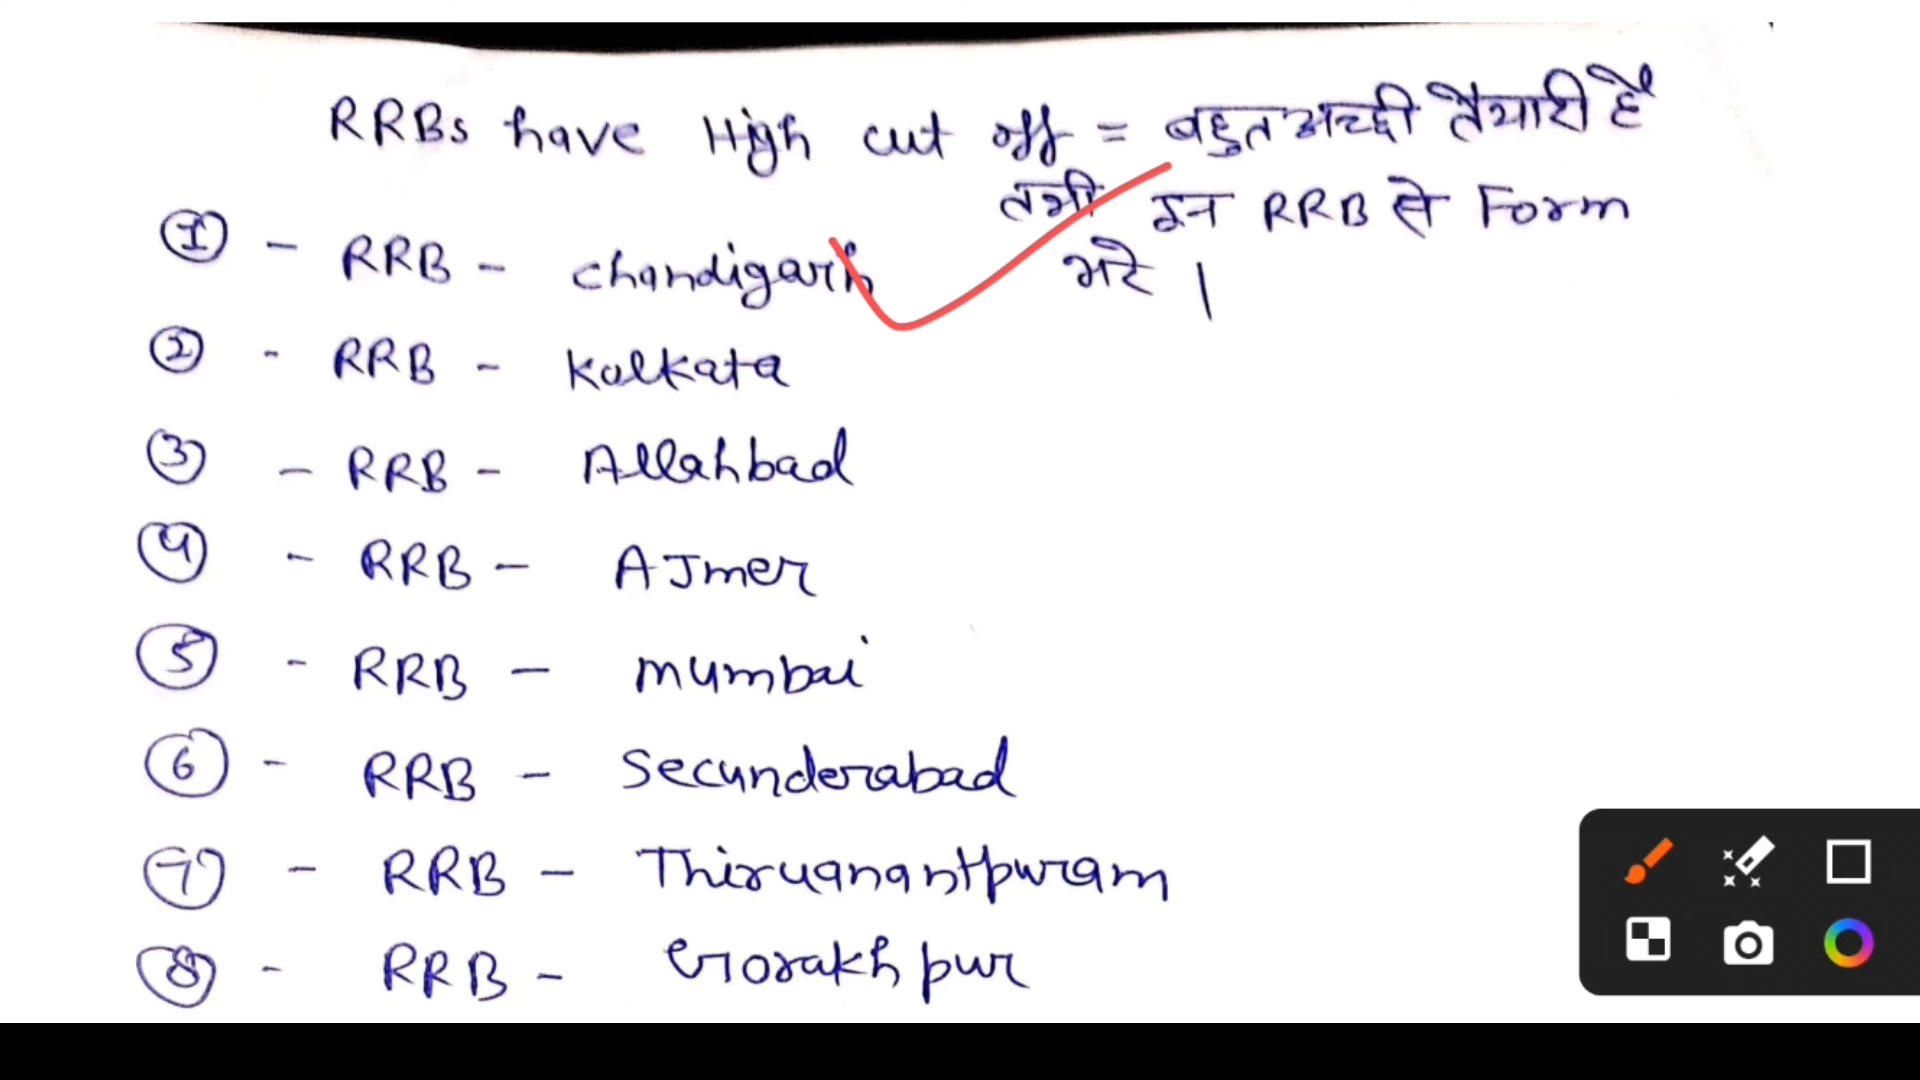 RRBs have High cut off = बहुत अच्छी तैयारी है
तभी इन RRB से Form
भरे ।
① - RRB - chandigarh
② - RRB - Kolkata
③ - RRB - Allahbad
④ - RRB - AJmer
⑤ - RRB - mumbai
⑥ - RRB - Secunderabad
⑦ - RRB - Thiruanantpuram
⑧ - RRB - Gorakhpur